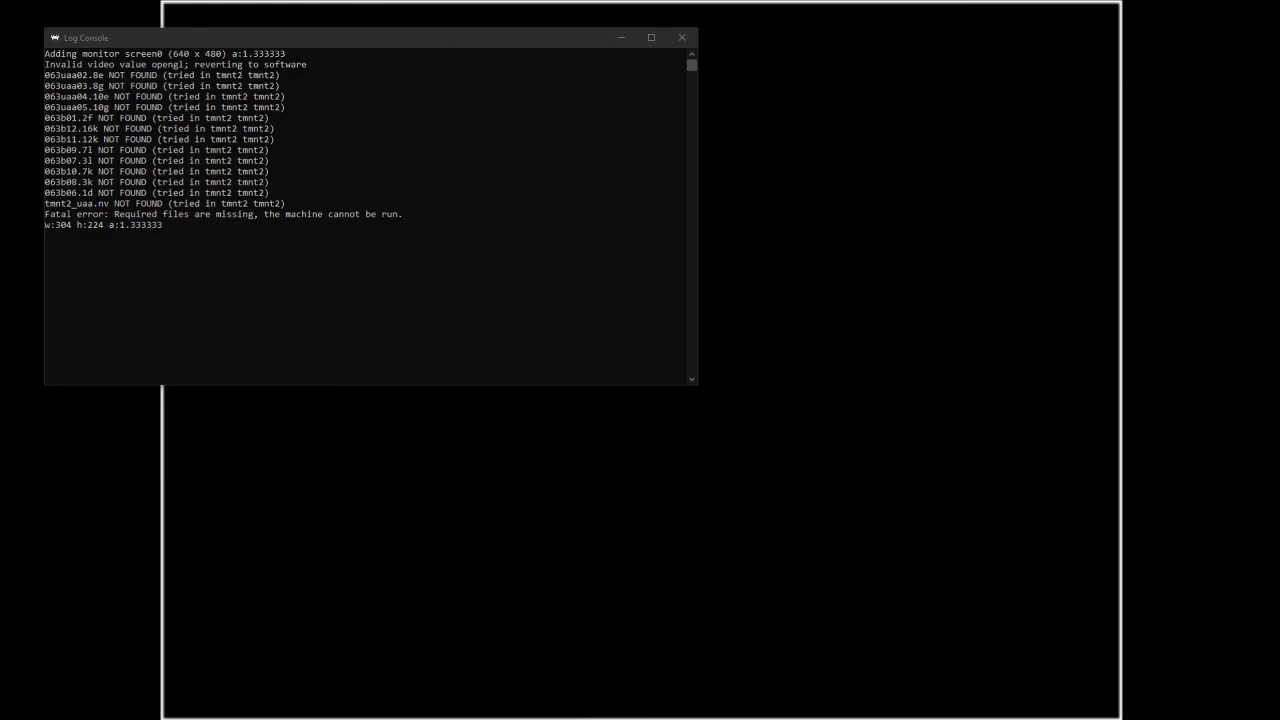 Log Console
Adding monitor screen0 (640 x 480) a:1.333333
Invalid video value opengl; reverting to software
063uaa02.8e NOT FOUND (tried in tmnt2 tmnt2)
063uaa03.8g NOT FOUND (tried in tmnt2 tmnt2)
063uaa04.10e NOT FOUND (tried in tmnt2 tmnt2)
063uaa05.10g NOT FOUND (tried in tmnt2 tmnt2)
063b01.2f NOT FOUND (tried in tmnt2 tmnt2)
063b12.16k NOT FOUND (tried in tmnt2 tmnt2)
063b11.12k NOT FOUND (tried in tmnt2 tmnt2)
063b09.7l NOT FOUND (tried in tmnt2 tmnt2)
063b07.3l NOT FOUND (tried in tmnt2 tmnt2)
063b10.7k NOT FOUND (tried in tmnt2 tmnt2)
063b08.3k NOT FOUND (tried in tmnt2 tmnt2)
063b06.1d NOT FOUND (tried in tmnt2 tmnt2)
tmnt2_uaa.nv NOT FOUND (tried in tmnt2 tmnt2)
Fatal error: Required files are missing, the machine cannot be run.
w:304 h:224 a:1.333333